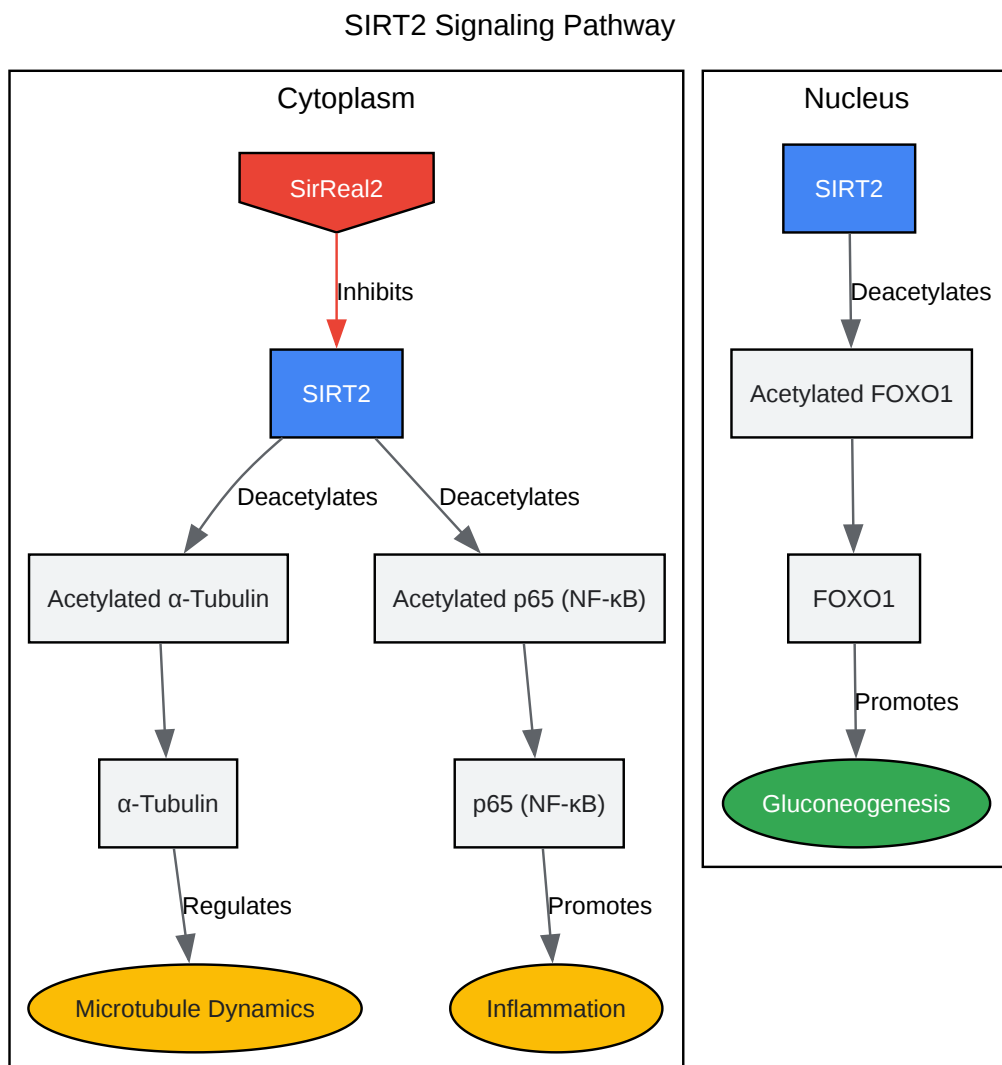 SIRT2 Signaling Pathway
Cytoplasm
SirReal2
Inhibits
SIRT2
Deacetylates
Deacetylates
Acetylated α-Tubulin
Acetylated p65 (NF-κB)
α-Tubulin
p65 (NF-κB)
Regulates
Promotes
Microtubule Dynamics
Inflammation
Nucleus
SIRT2
Deacetylates
Acetylated FOXO1
FOXO1
Promotes
Gluconeogenesis